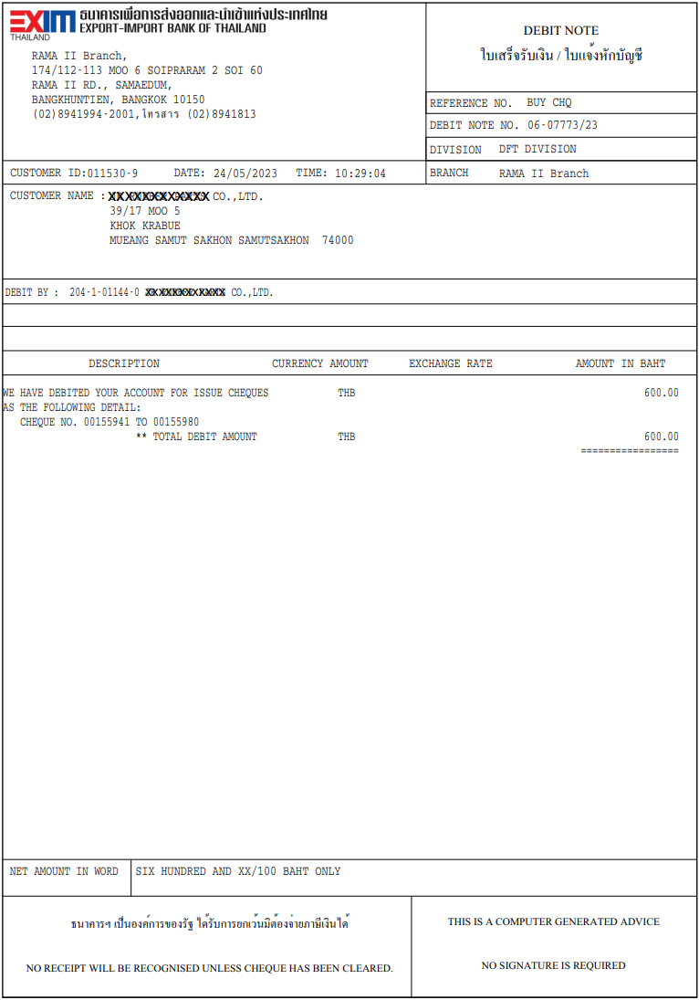 EXIM
THAILAND
ธนาคารเพื่อการส่งออกและนำเข้าแห่งประเทศไทย
EXPORT-IMPORT BANK OF THAILAND
RAMA II Branch,
174/112-113 MOO 6 SOIPRARAM 2 SOI 60
RAMA II RD., SAMAEDUM,
BANGKHUNTIEN, BANGKOK 10150
(02)8941994-2001,โทรสาร (02)8941813
DEBIT NOTE
ใบเสร็จรับเงิน / ใบแจ้งหักบัญชี
REFERENCE NO. BUY CHQ
DEBIT NOTE NO. 06-07773/23
DIVISION DFT DIVISION
CUSTOMER ID:011530-9 DATE: 24/05/2023 TIME: 10:29:04
BRANCH RAMA II Branch
CUSTOMER NAME : CO.,LTD.
39/17 MOO 5
KHOK KRABUE
MUEANG SAMUT SAKHON SAMUTSAKHON 74000
DEBIT BY : 204-1-01144-0 CO.,LTD.
DESCRIPTION CURRENCY AMOUNT EXCHANGE RATE AMOUNT IN BAHT
WE HAVE DEBITED YOUR ACCOUNT FOR ISSUE CHEQUES THB 600.00
AS THE FOLLOWING DETAIL:
CHEQUE NO. 00155941 TO 00155980
** TOTAL DEBIT AMOUNT THB 600.00
=================
NET AMOUNT IN WORD SIX HUNDRED AND XX/100 BAHT ONLY
ธนาคารฯ เป็นองค์การของรัฐ ได้รับการยกเว้นมิต้องจ่ายภาษีเงินได้
NO RECEIPT WILL BE RECOGNISED UNLESS CHEQUE HAS BEEN CLEARED.
THIS IS A COMPUTER GENERATED ADVICE
NO SIGNATURE IS REQUIRED